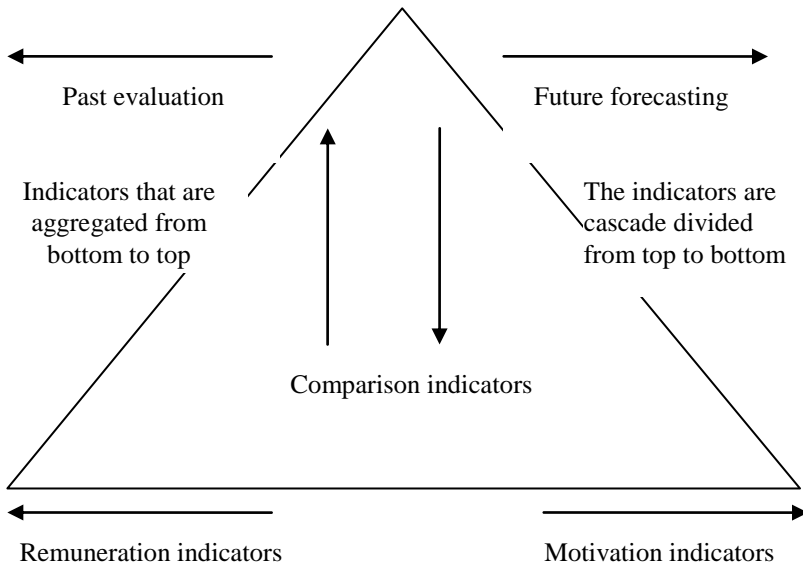 Past evaluation
Future forecasting
Indicators that are
aggregated from
bottom to top
The indicators are
cascade divided
from top to bottom
Comparison indicators
Remuneration indicators
Motivation indicators